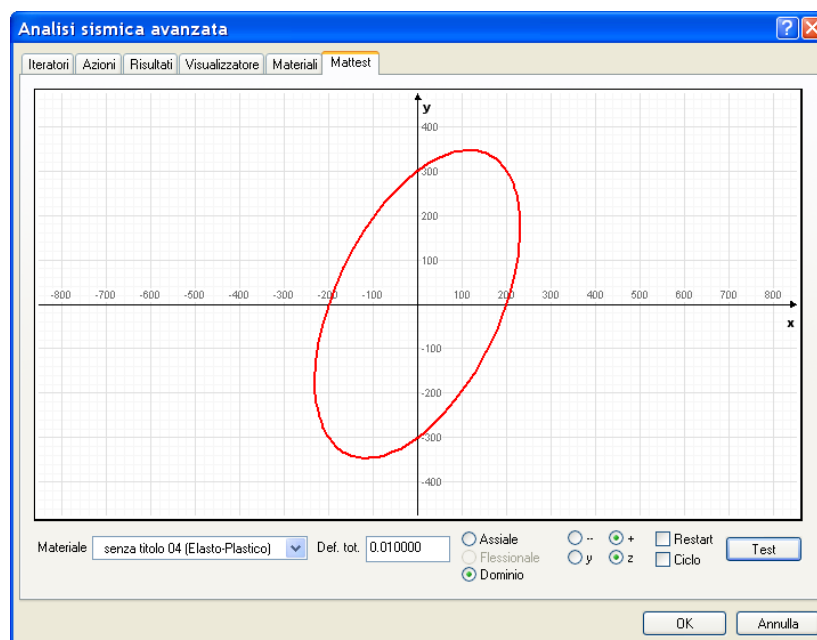 Analisi sismica avanzata
Iteratori Azioni Risultati Visualizzatore Materiali Mattest
y
400
300
200
100
-800 -700 -600 -500 -400 -300 -200 -100 100 200 300 400 500 600 700 800
x
-100
-200
-300
-400
Materiale senza titolo 04 (Elasto-Plastico) Def. tot. 0.010000 Assiale -- + Restart Test
Flessionale y z Ciclo
Dominio
OK Annulla